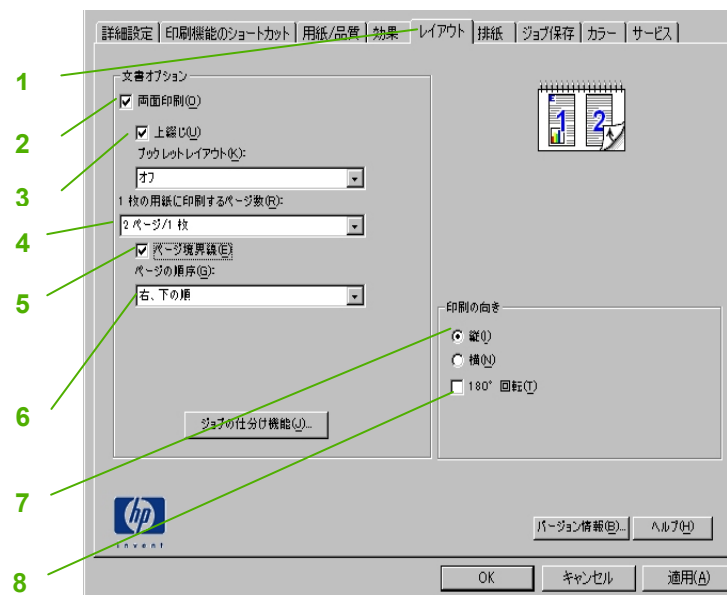 詳細設定 印刷機能のショートカット 用紙/品質 効果 レイアウト 排紙 ジョブ保存 カラー サービス
1
文書オプション
2
両面印刷(O)
上綴じ(U)
3
ブックレットレイアウト(K):
オフ
1 枚の用紙に印刷するページ数(R):
4
2 ページ/1 枚
5
ページ境界線(E)
ページの順序(G):
右、下の順
6
ジョブの仕分け機能(J)...
1 2
印刷の向き
縦(I)
横(N)
180° 回転(T)
7
hp
invent
バージョン情報(B)... ヘルプ(H)
8
OK キャンセル 適用(A)